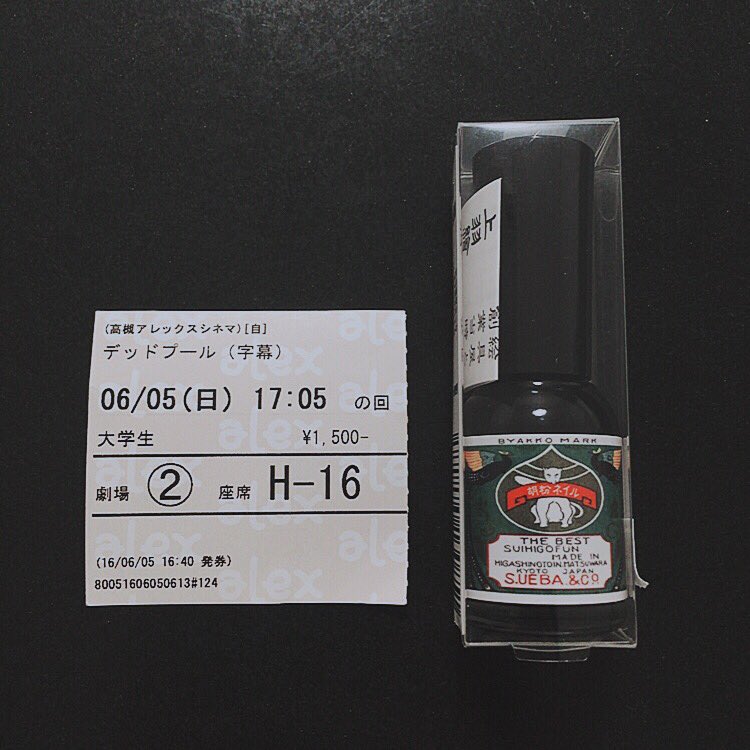 (高槻アレックスシネマ)[自]
デッドプール (字幕)
06/05(日) 17:05 の回
大学生 ¥1,500-
劇場 ② 座席 H-16
(16/06/05 16:40 発券)
80051606050613#124
alex
上羽
BYAKKO MARK
胡粉ネイル
THE BEST
SUIHIGOFUN
MADE IN
HIGASHINOTOIN.MATSUWARA
KYOTO JAPAN
S.UEBA.&CO.